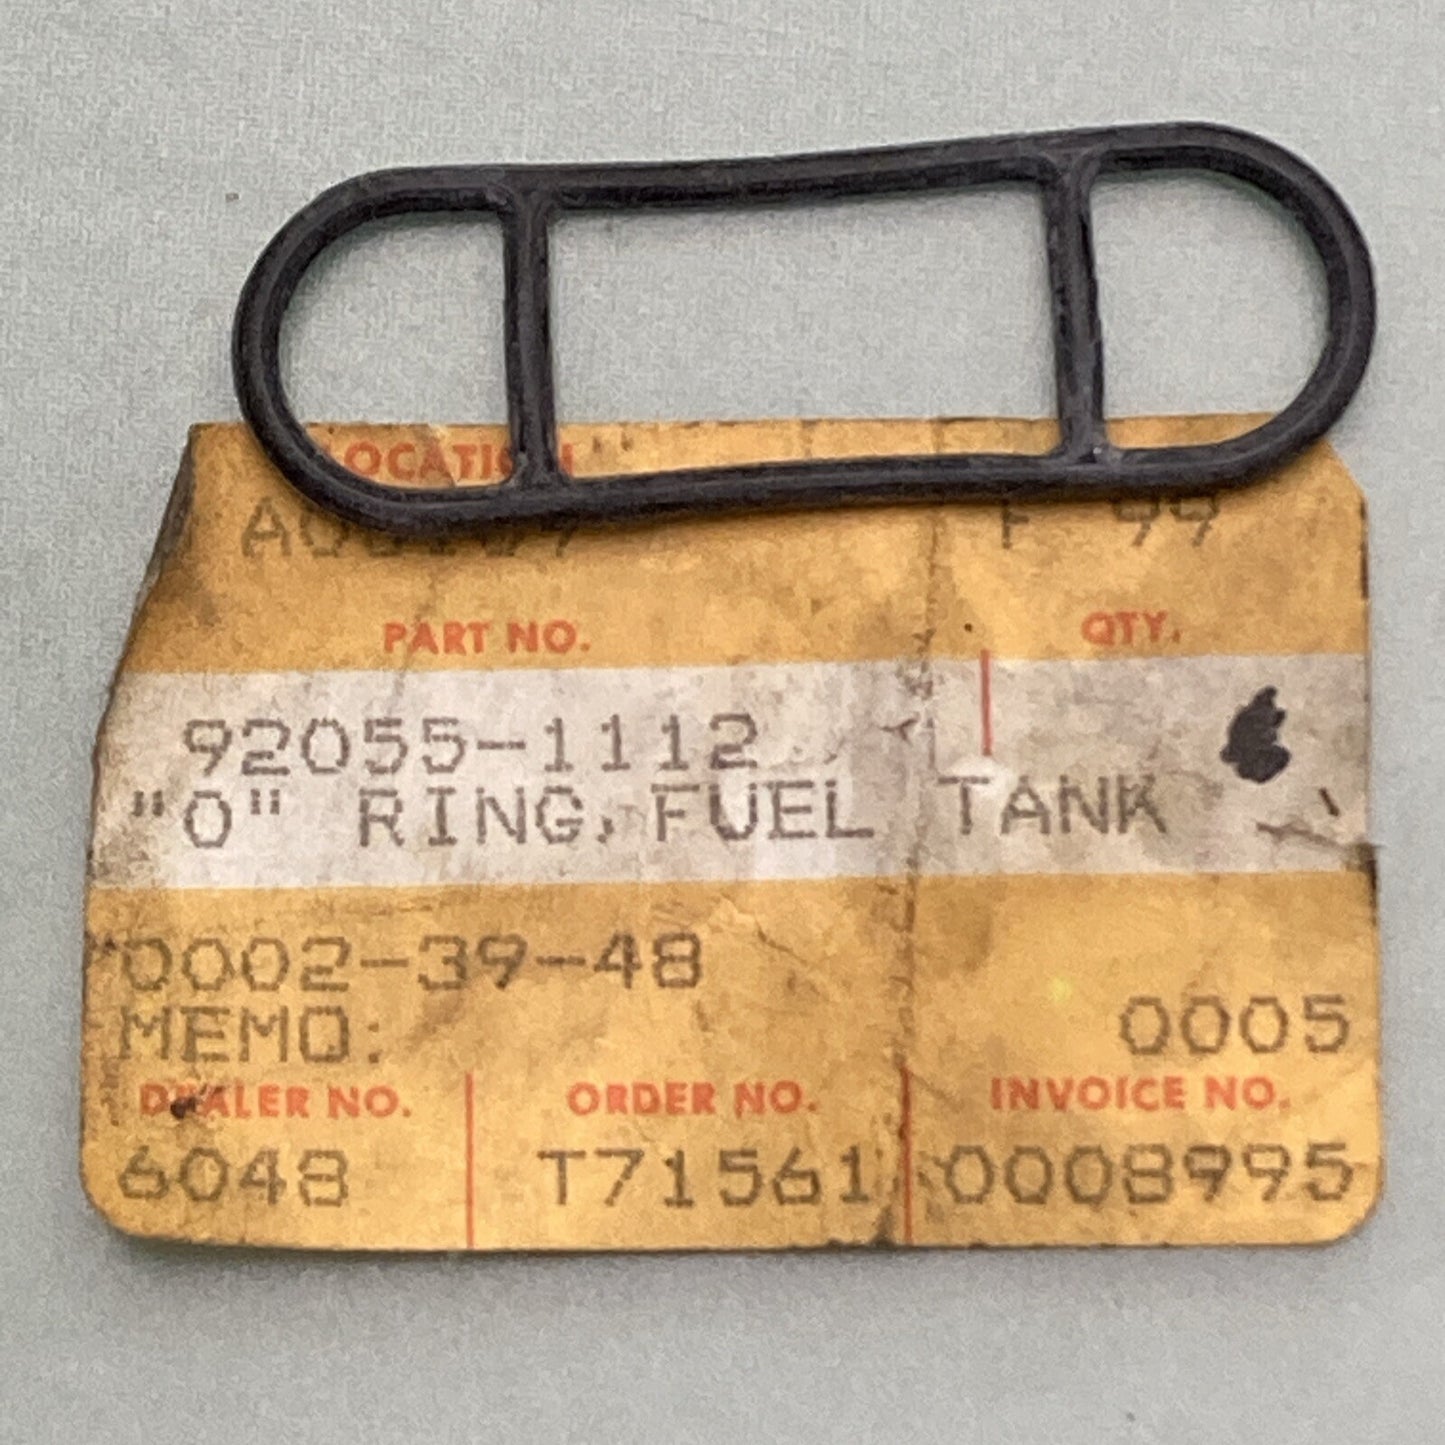 LOCATION
F 99
PART NO. QTY.
92055-1112
"O" RING, FUEL TANK
0002-39-48
MEMO: 0005
DEALER NO. ORDER NO. INVOICE NO.
6048 T71561 0008995